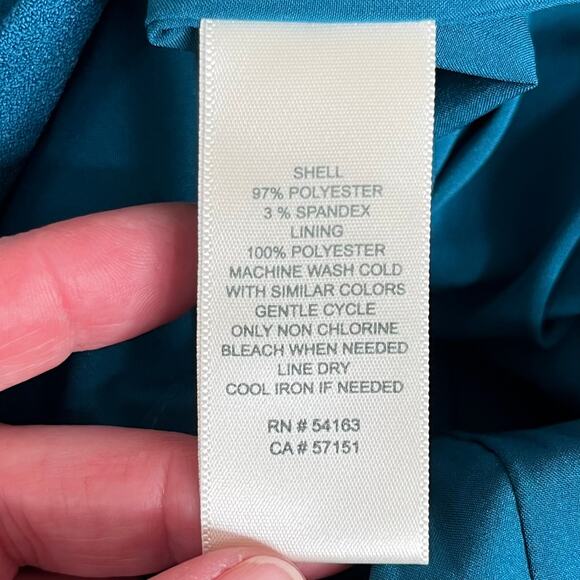 SHELL
97% POLYESTER
3 % SPANDEX
LINING
100% POLYESTER
MACHINE WASH COLD
WITH SIMILAR COLORS
GENTLE CYCLE
ONLY NON CHLORINE
BLEACH WHEN NEEDED
LINE DRY
COOL IRON IF NEEDED
RN # 54163
CA # 57151